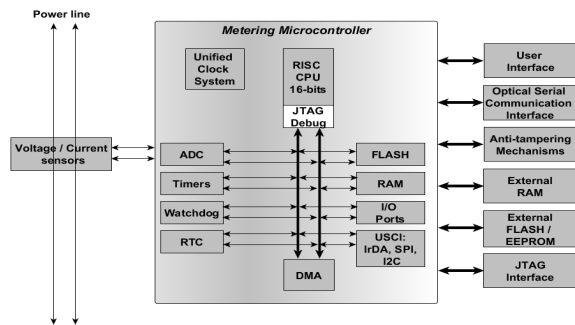 Power line
Metering Microcontroller
Unified
Clock
System
RISC
CPU
16-bits
JTAG
Debug
User
Interface
Optical Serial
Communication
Interface
Voltage / Current
sensors
ADC
FLASH
Anti-tampering
Mechanisms
Timers
RAM
External
RAM
Watchdog
I/O
Ports
External
FLASH /
EEPROM
RTC
USCI:
IrDA, SPI,
I2C
DMA
JTAG
Interface